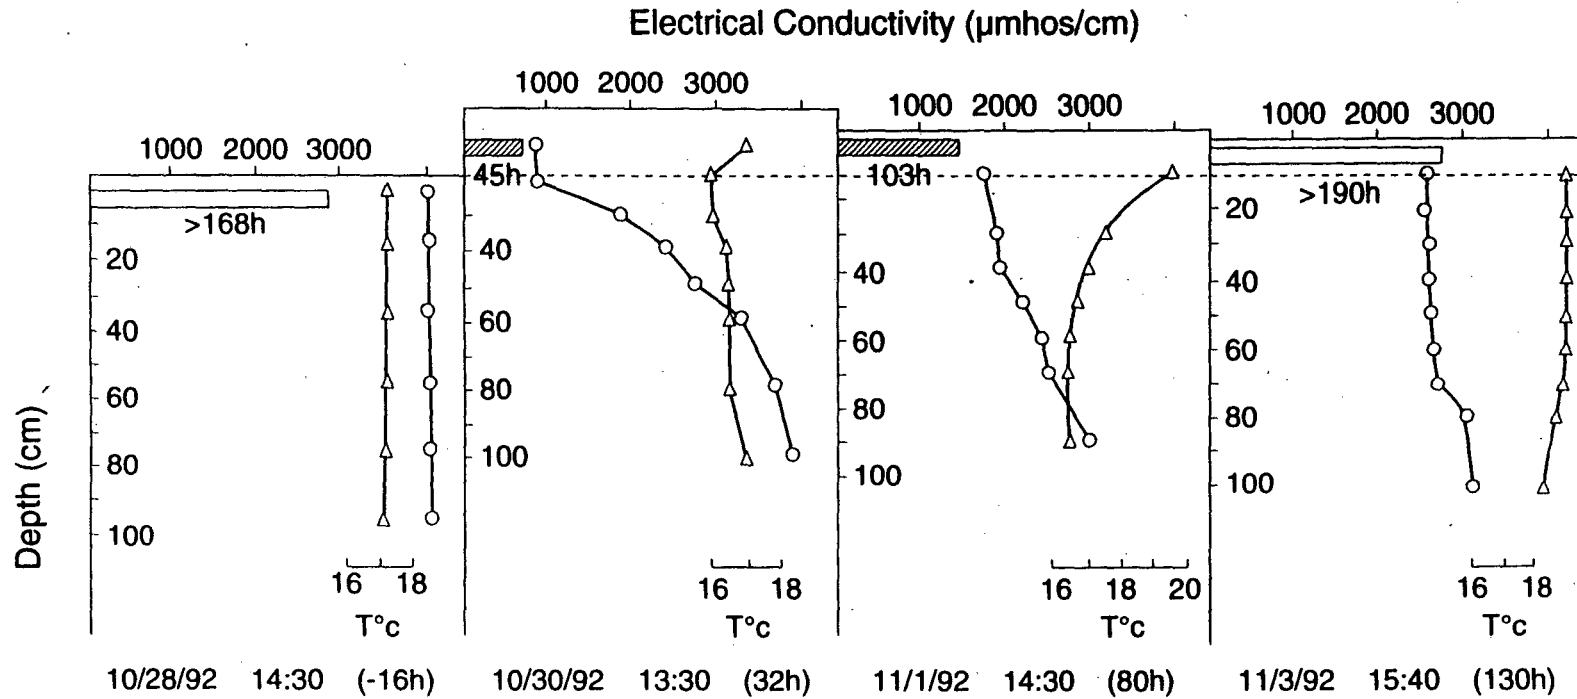 Electrical Conductivity (µmhos/cm)
1000 2000 3000
1000 2000 3000
1000 2000 3000
1000 2000 3000
>168h
45h
103h
>190h
Depth (cm)
20
40
60
80
100
40
60
80
100
40
60
80
100
20
40
60
80
100
16 18
T°c
16 18
T°c
16 18 20
T°c
16 18
T°c
10/28/92 14:30 (-16h)
10/30/92 13:30 (32h)
11/1/92 14:30 (80h)
11/3/92 15:40 (130h)